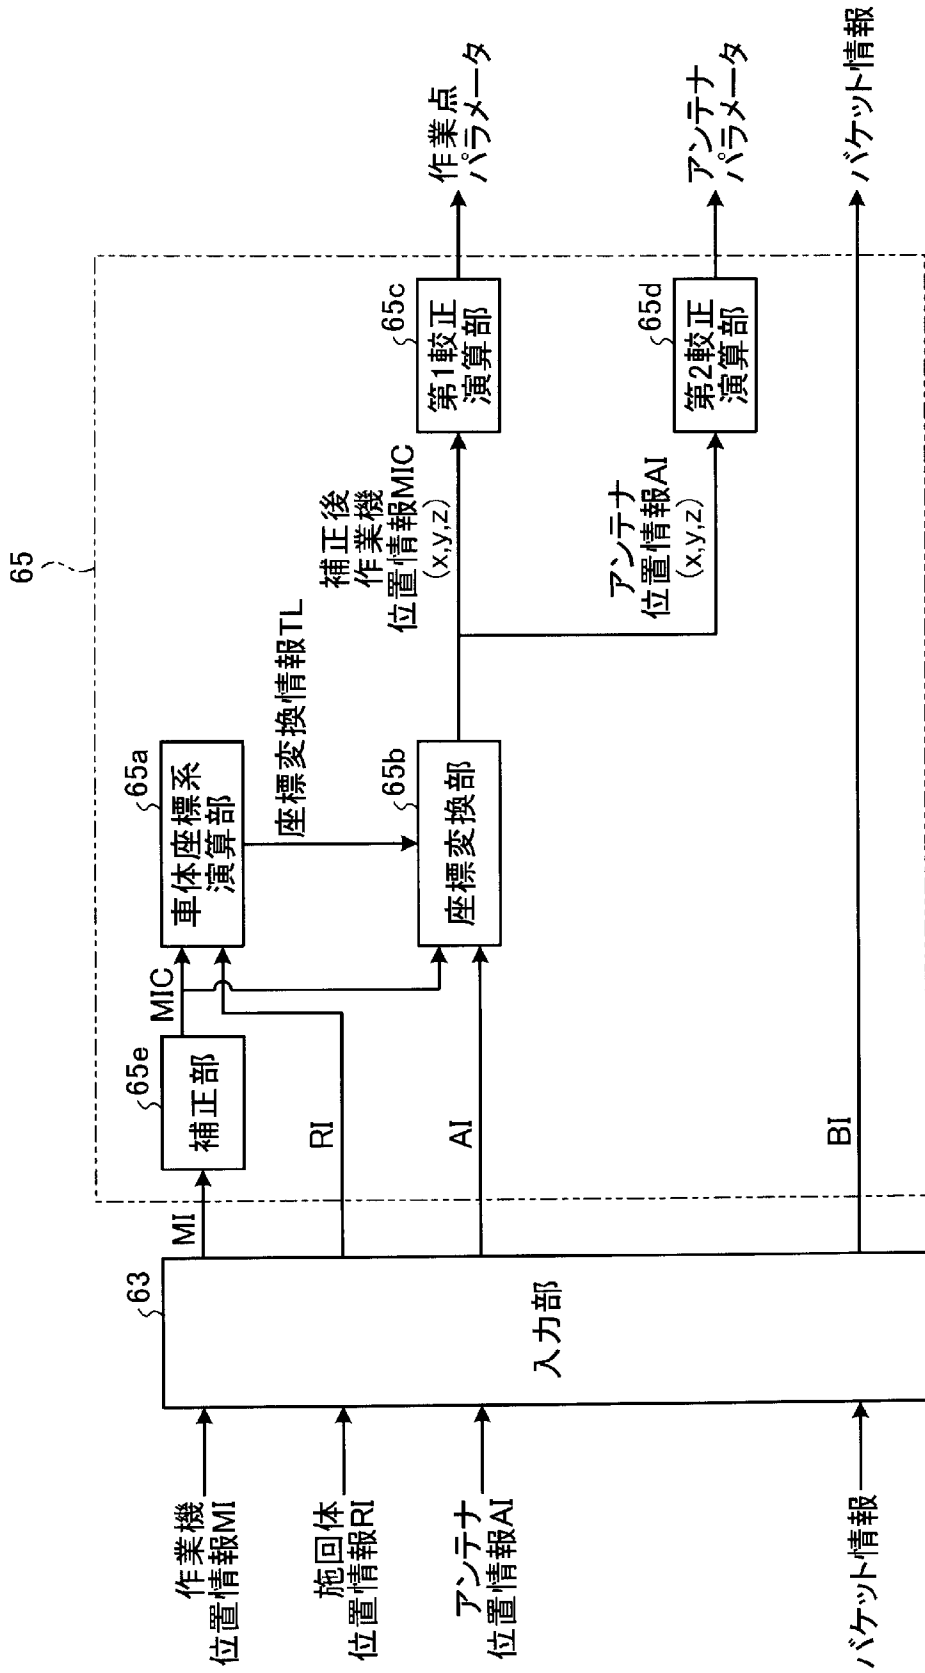 65
作業機
位置情報MI
施回体
位置情報RI
アンテナ
位置情報AI
バケット情報
63
入力部
MI
RI
AI
BI
65e
補正部
MIC
65a
車体座標系
演算部
座標変換情報TL
65b
座標変換部
補正後
作業機
位置情報MIC
(x,y,z)
アンテナ
位置情報AI
(x,y,z)
65c
第1較正
演算部
65d
第2較正
演算部
作業点
パラメータ
アンテナ
パラメータ
バケット情報